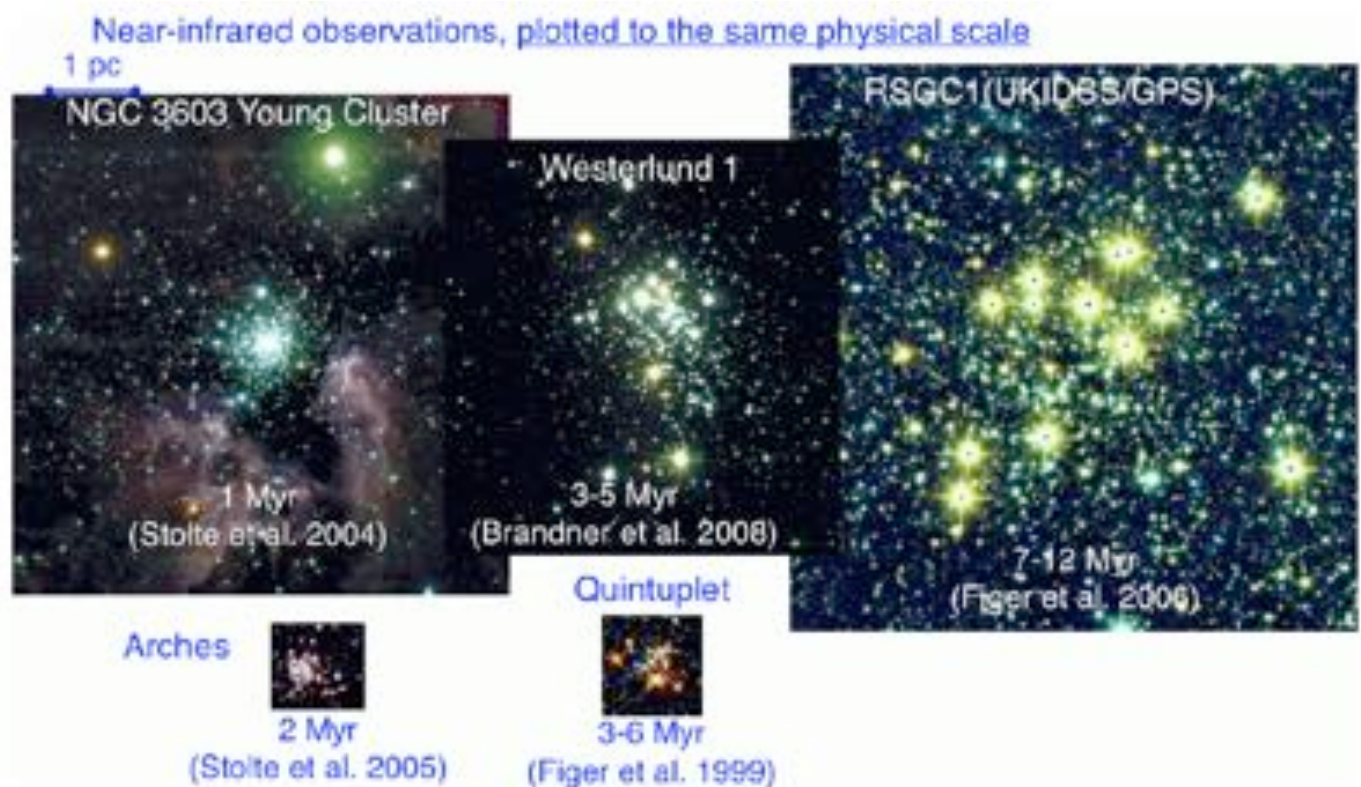 Near-infrared observations, plotted to the same physical scale
1 pc
NGC 3603 Young Cluster
1 Myr
(Stolte et al. 2004)
Westerlund 1
3-5 Myr
(Brandner et al. 2008)
RSGC1(UKIDSS/GPS)
7-12 Myr
(Figer et al. 2006)
Arches
2 Myr
(Stolte et al. 2005)
Quintuplet
3-6 Myr
(Figer et al. 1999)